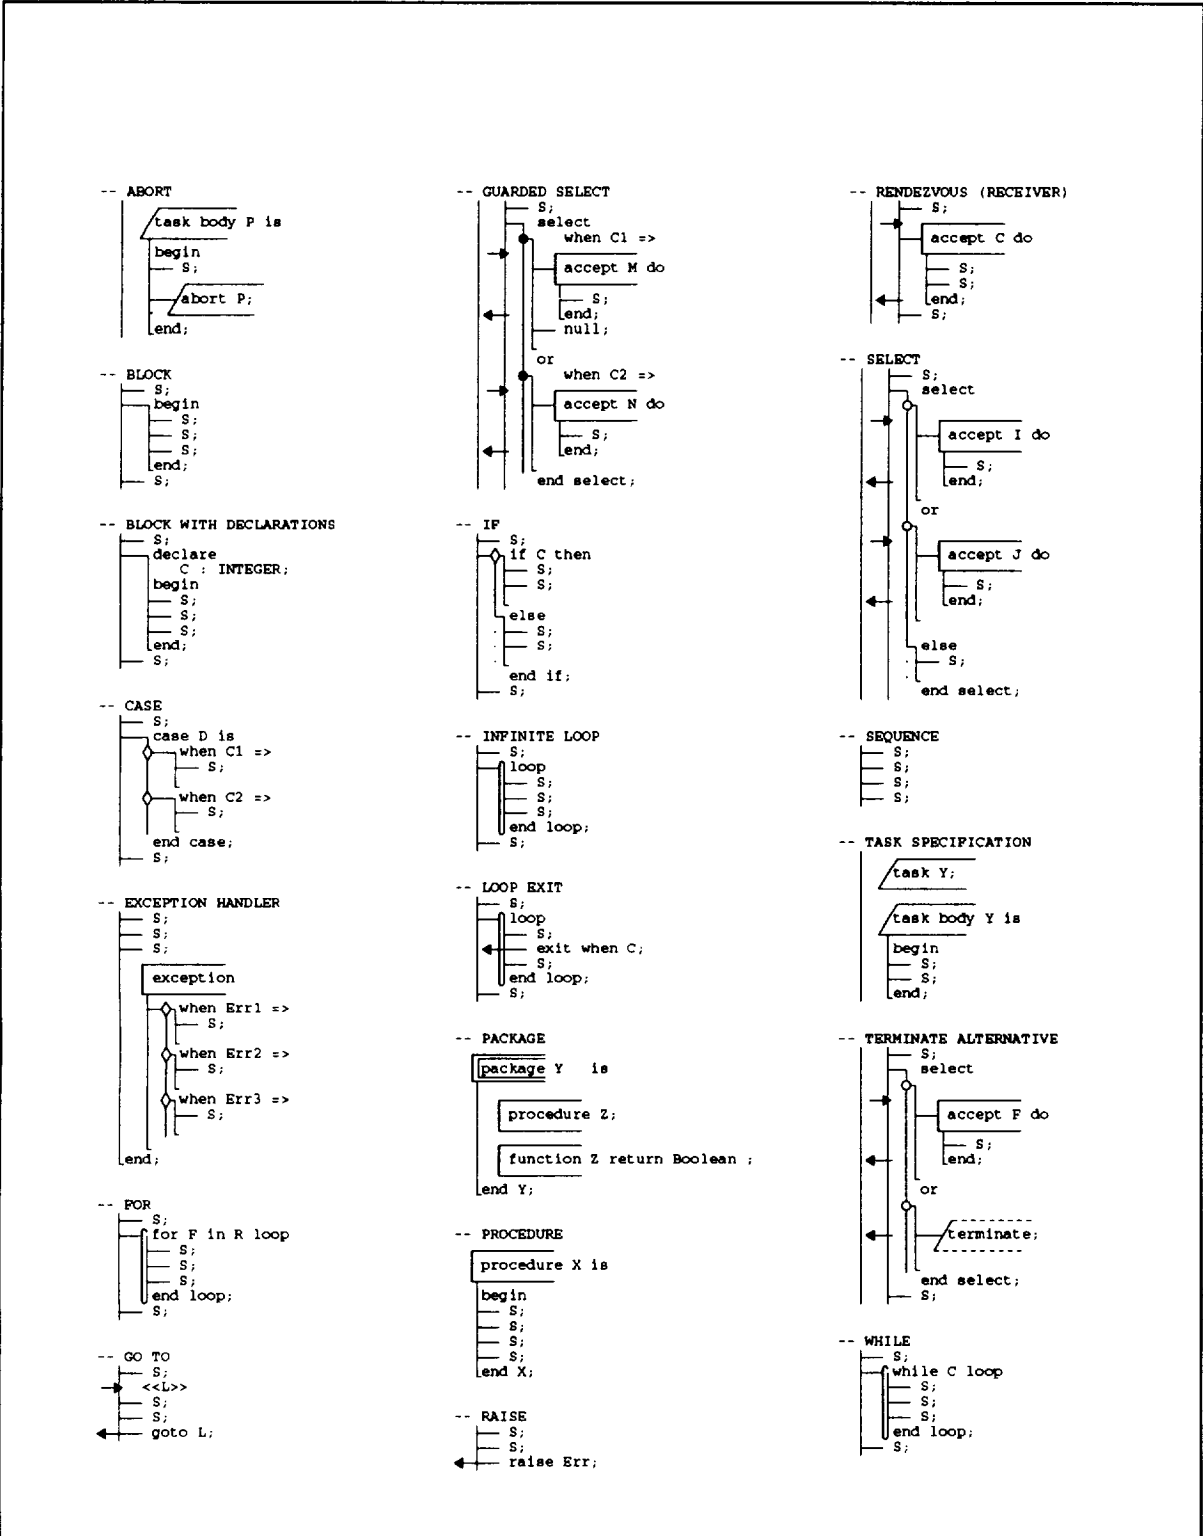 -- ABORT
task body P is
begin
S;
abort P;
end;
-- BLOCK
S;
begin
S;
S;
S;
end;
S;
-- BLOCK WITH DECLARATIONS
S;
declare
C : INTEGER;
begin
S;
S;
S;
end;
S;
-- CASE
S;
case D is
when C1 =>
S;
when C2 =>
S;
end case;
S;
-- EXCEPTION HANDLER
S;
S;
S;
exception
when Err1 =>
S;
when Err2 =>
S;
when Err3 =>
S;
end;
-- FOR
S;
for F in R loop
S;
S;
S;
end loop;
S;
-- GO TO
S;
<<L>>
S;
S;
goto L;
-- GUARDED SELECT
S;
select
when C1 =>
accept M do
S;
end;
null;
or
when C2 =>
accept N do
S;
end;
end select;
-- IF
S;
if C then
S;
S;
else
S;
S;
end if;
S;
-- INFINITE LOOP
S;
loop
S;
S;
S;
end loop;
S;
-- LOOP EXIT
S;
loop
S;
exit when C;
S;
end loop;
S;
-- PACKAGE
package Y is
procedure Z;
function Z return Boolean ;
end Y;
-- PROCEDURE
procedure X is
begin
S;
S;
S;
S;
end X;
-- RAISE
S;
S;
raise Err;
-- RENDEZVOUS (RECEIVER)
S;
accept C do
S;
S;
end;
S;
-- SELECT
S;
select
accept I do
S;
end;
or
accept J do
S;
end;
else
S;
end select;
-- SEQUENCE
S;
S;
S;
S;
-- TASK SPECIFICATION
task Y;
task body Y is
begin
S;
S;
S;
end;
-- TERMINATE ALTERNATIVE
S;
select
accept F do
S;
end;
or
terminate;
end select;
S;
-- WHILE
S;
while C loop
S;
S;
S;
end loop;
S;